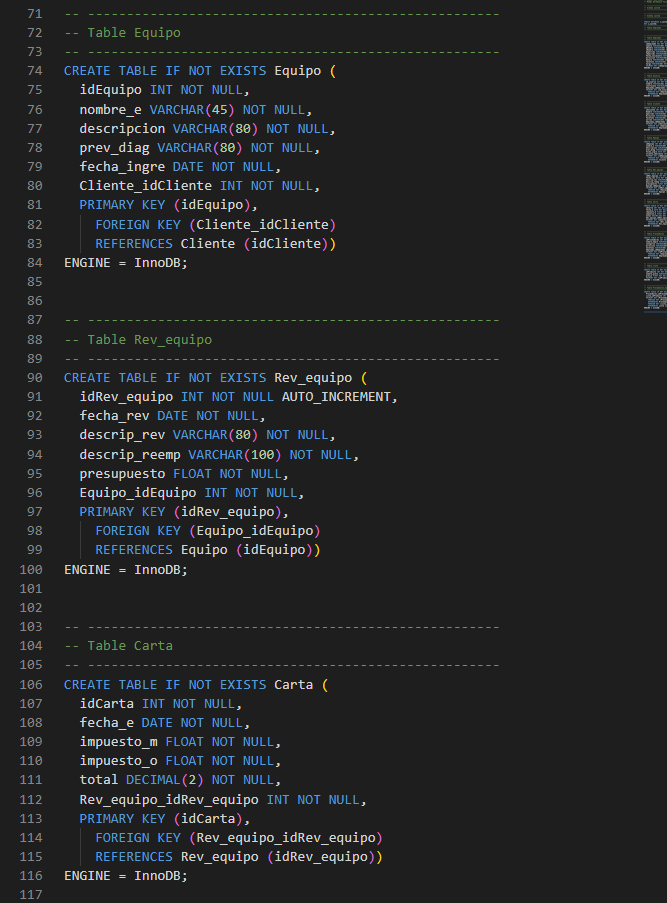 71 -- -----------------------------------------------------
72 -- Table Equipo
73 -- -----------------------------------------------------
74 CREATE TABLE IF NOT EXISTS Equipo (
75   idEquipo INT NOT NULL,
76   nombre_e VARCHAR(45) NOT NULL,
77   descripcion VARCHAR(80) NOT NULL,
78   prev_diag VARCHAR(80) NOT NULL,
79   fecha_ingre DATE NOT NULL,
80   Cliente_idCliente INT NOT NULL,
81   PRIMARY KEY (idEquipo),
82     FOREIGN KEY (Cliente_idCliente)
83     REFERENCES Cliente (idCliente))
84 ENGINE = InnoDB;
85
86
87 -- -----------------------------------------------------
88 -- Table Rev_equipo
89 -- -----------------------------------------------------
90 CREATE TABLE IF NOT EXISTS Rev_equipo (
91   idRev_equipo INT NOT NULL AUTO_INCREMENT,
92   fecha_rev DATE NOT NULL,
93   descrip_rev VARCHAR(80) NOT NULL,
94   descrip_reemp VARCHAR(100) NOT NULL,
95   presupuesto FLOAT NOT NULL,
96   Equipo_idEquipo INT NOT NULL,
97   PRIMARY KEY (idRev_equipo),
98     FOREIGN KEY (Equipo_idEquipo)
99     REFERENCES Equipo (idEquipo))
100 ENGINE = InnoDB;
101
102
103 -- -----------------------------------------------------
104 -- Table Carta
105 -- -----------------------------------------------------
106 CREATE TABLE IF NOT EXISTS Carta (
107   idCarta INT NOT NULL,
108   fecha_e DATE NOT NULL,
109   impuesto_m FLOAT NOT NULL,
110   impuesto_o FLOAT NOT NULL,
111   total DECIMAL(2) NOT NULL,
112   Rev_equipo_idRev_equipo INT NOT NULL,
113   PRIMARY KEY (idCarta),
114     FOREIGN KEY (Rev_equipo_idRev_equipo)
115     REFERENCES Rev_equipo (idRev_equipo))
116 ENGINE = InnoDB;
117